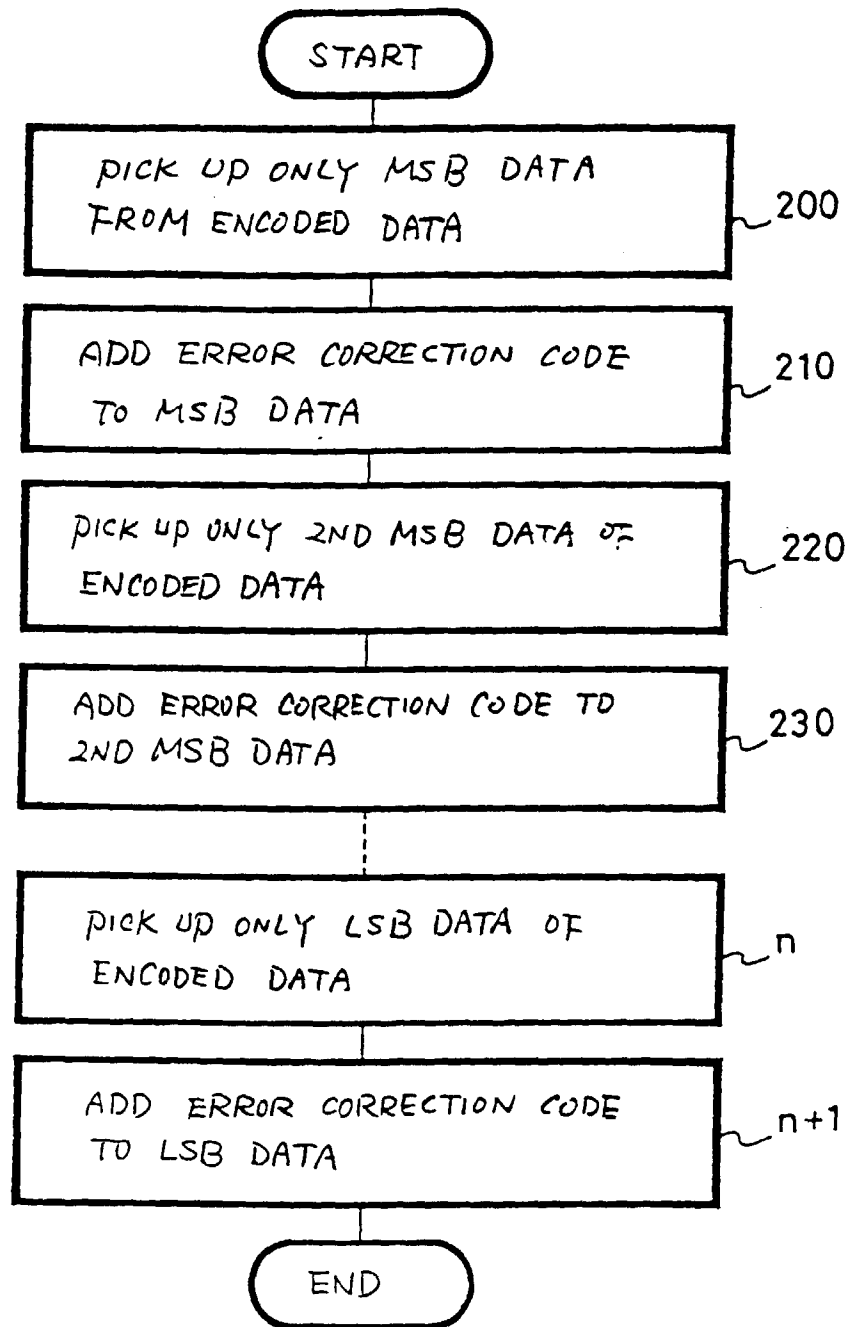 START
PICK UP ONLY MSB DATA
FROM ENCODED DATA
200
ADD ERROR CORRECTION CODE
TO MSB DATA
210
PICK UP ONLY 2ND MSB DATA OF
ENCODED DATA
220
ADD ERROR CORRECTION CODE TO
2ND MSB DATA
230
PICK UP ONLY LSB DATA OF
ENCODED DATA
n
ADD ERROR CORRECTION CODE
TO LSB DATA
n+1
END